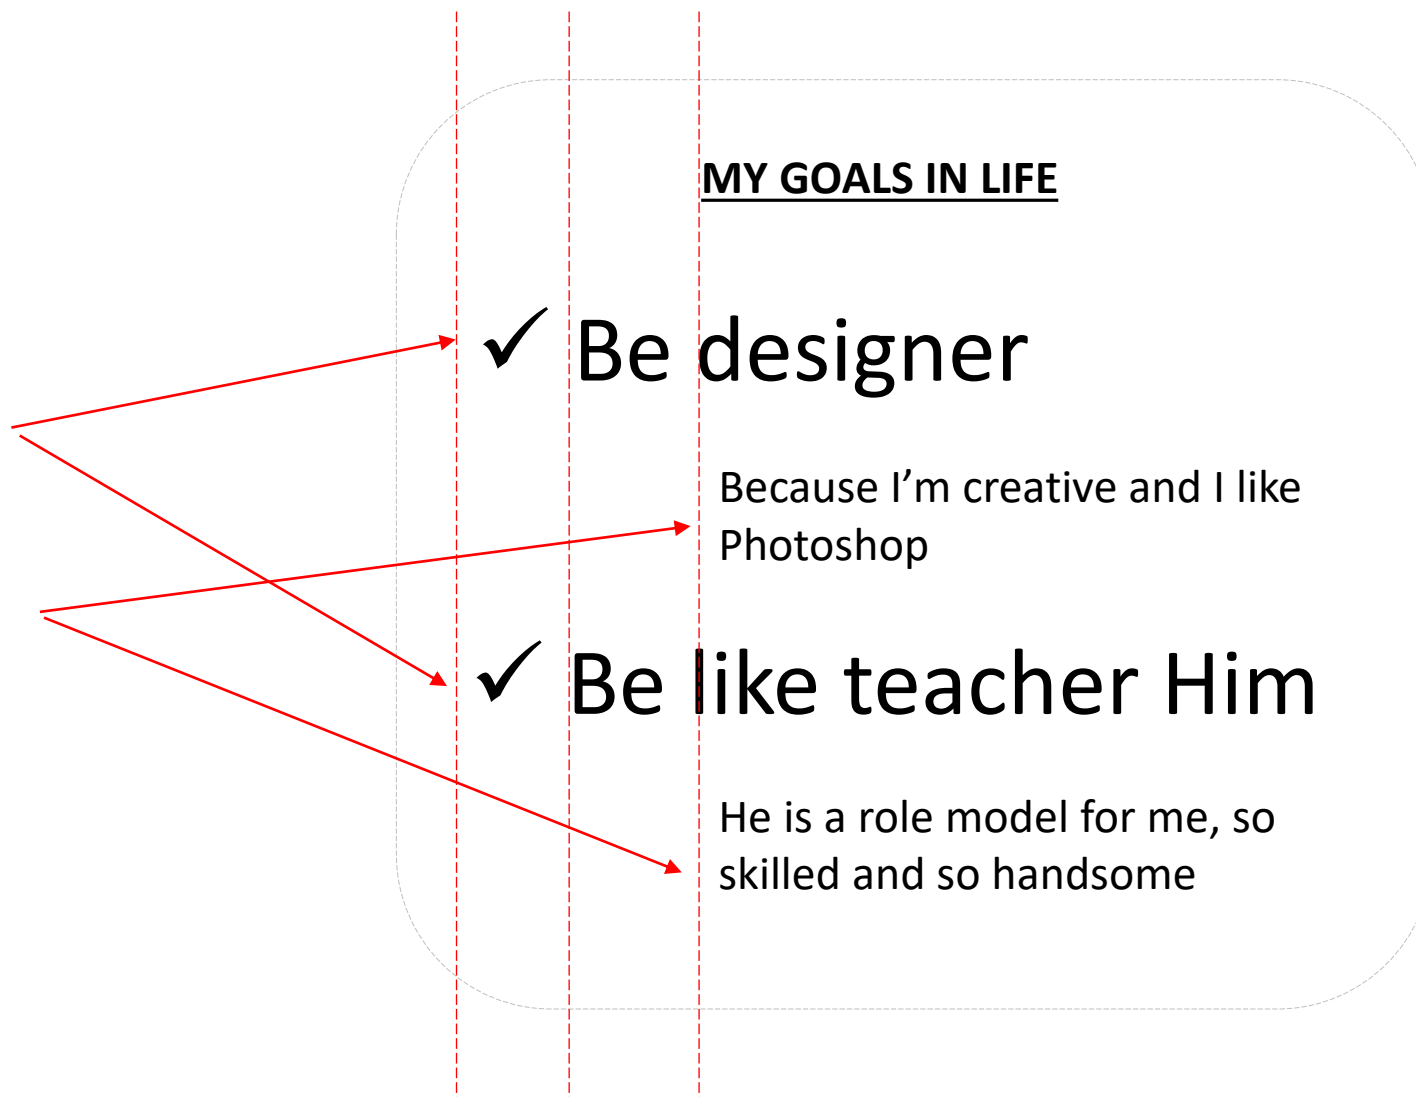 MY GOALS IN LIFE
✓ Be designer
Because I’m creative and I like
Photoshop
✓ Be like teacher Him
He is a role model for me, so
skilled and so handsome